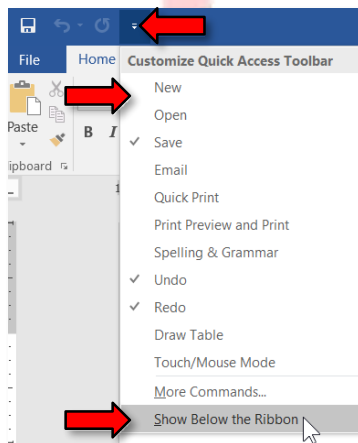 File Home Customize Quick Access Toolbar
New
Open
Paste B I Save
Email
lipboard Quick Print
Print Preview and Print
Spelling & Grammar
Undo
Redo
Draw Table
Touch/Mouse Mode
More Commands...
Show Below the Ribbon